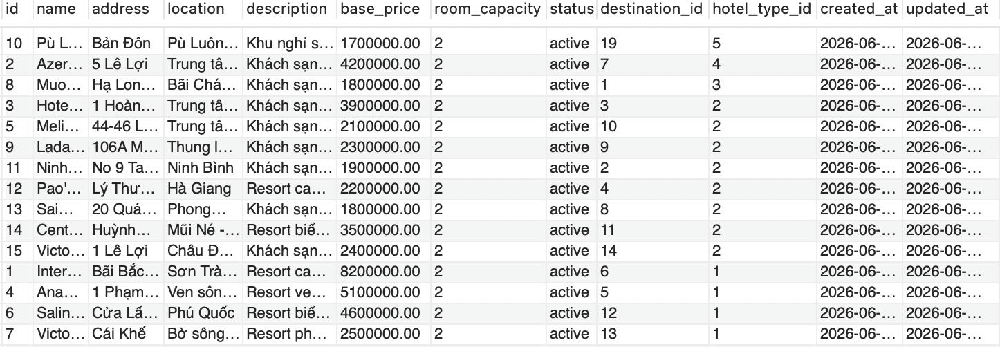 id name address location description base_price room_capacity status destination_id hotel_type_id created_at updated_at
10 Pù L... Bản Đôn Pù Luôn... Khu nghỉ s... 1700000.00 2 active 19 5 2026-06-... 2026-06-...
2 Azer... 5 Lê Lợi Trung tâ... Khách sạn... 4200000.00 2 active 7 4 2026-06-... 2026-06-...
8 Muo... Hạ Lon... Bãi Chá... Khách sạn... 1800000.00 2 active 1 3 2026-06-... 2026-06-...
3 Hote... 1 Hoàn... Trung tâ... Khách sạn... 3900000.00 2 active 3 2 2026-06-... 2026-06-...
5 Meli... 44-46 L... Trung tâ... Khách sạn... 2100000.00 2 active 10 2 2026-06-... 2026-06-...
9 Lada... 106A M... Thung l... Khách sạn... 2300000.00 2 active 9 2 2026-06-... 2026-06-...
11 Ninh... No 9 Ta... Ninh Bình Khách sạn... 1900000.00 2 active 2 2 2026-06-... 2026-06-...
12 Pao'... Lý Thư... Hà Giang Resort ca... 2200000.00 2 active 4 2 2026-06-... 2026-06-...
13 Sai... 20 Quá... Phong... Khách sạn... 1800000.00 2 active 8 2 2026-06-... 2026-06-...
14 Cent... Huỳnh... Mũi Né -... Resort biể... 3500000.00 2 active 11 2 2026-06-... 2026-06-...
15 Victo... 1 Lê Lợi Châu Đ... Khách sạn... 2400000.00 2 active 14 2 2026-06-... 2026-06-...
1 Inter... Bãi Bắc... Sơn Trà... Resort ca... 8200000.00 2 active 6 1 2026-06-... 2026-06-...
4 Ana... 1 Phạm... Ven sôn... Resort ve... 5100000.00 2 active 5 1 2026-06-... 2026-06-...
6 Salin... Cửa Lấ... Phú Quốc Resort biể... 4600000.00 2 active 12 1 2026-06-... 2026-06-...
7 Victo... Cái Khế Bờ sông... Resort ph... 2500000.00 2 active 13 1 2026-06-... 2026-06-...